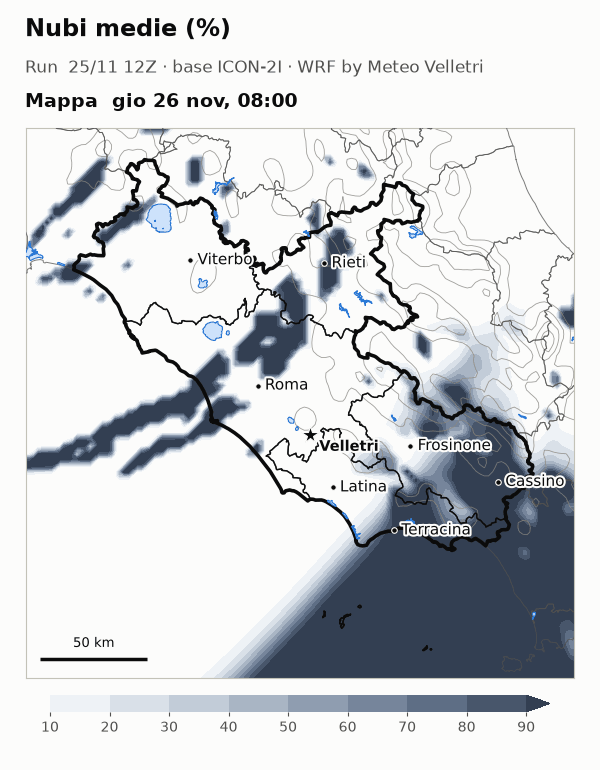 Nubi medie (%)
Run 25/11 12Z · base ICON-2I · WRF by Meteo Velletri
Mappa gio 26 nov, 08:00
Viterbo
Rieti
Roma
Velletri
Frosinone
Cassino
Latina
Terracina
50 km
10 20 30 40 50 60 70 80 90